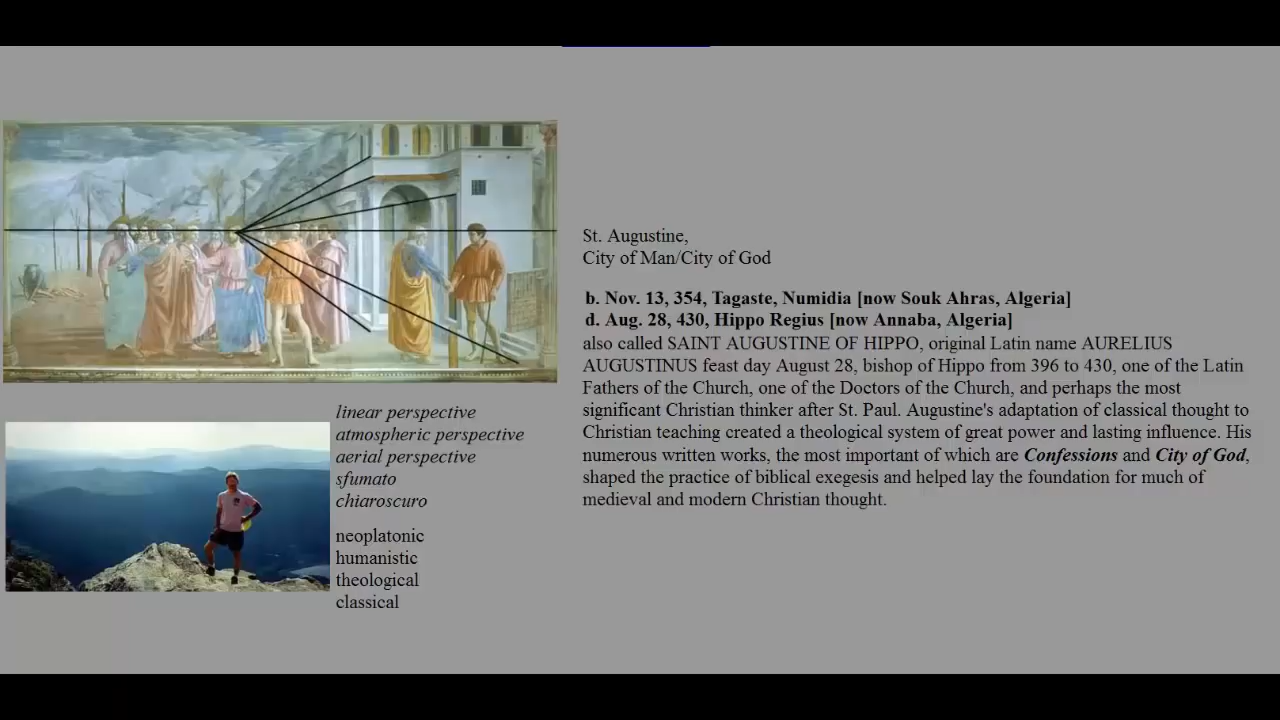 linear perspective
atmospheric perspective
aerial perspective
sfumato
chiaroscuro
neoplatonic
humanistic
theological
classical
St. Augustine,
City of Man/City of God
b. Nov. 13, 354, Tagaste, Numidia [now Souk Ahras, Algeria]
d. Aug. 28, 430, Hippo Regius [now Annaba, Algeria]
also called SAINT AUGUSTINE OF HIPPO, original Latin name AURELIUS
AUGUSTINUS feast day August 28, bishop of Hippo from 396 to 430, one of the Latin
Fathers of the Church, one of the Doctors of the Church, and perhaps the most
significant Christian thinker after St. Paul. Augustine's adaptation of classical thought to
Christian teaching created a theological system of great power and lasting influence. His
numerous written works, the most important of which are Confessions and City of God,
shaped the practice of biblical exegesis and helped lay the foundation for much of
medieval and modern Christian thought.